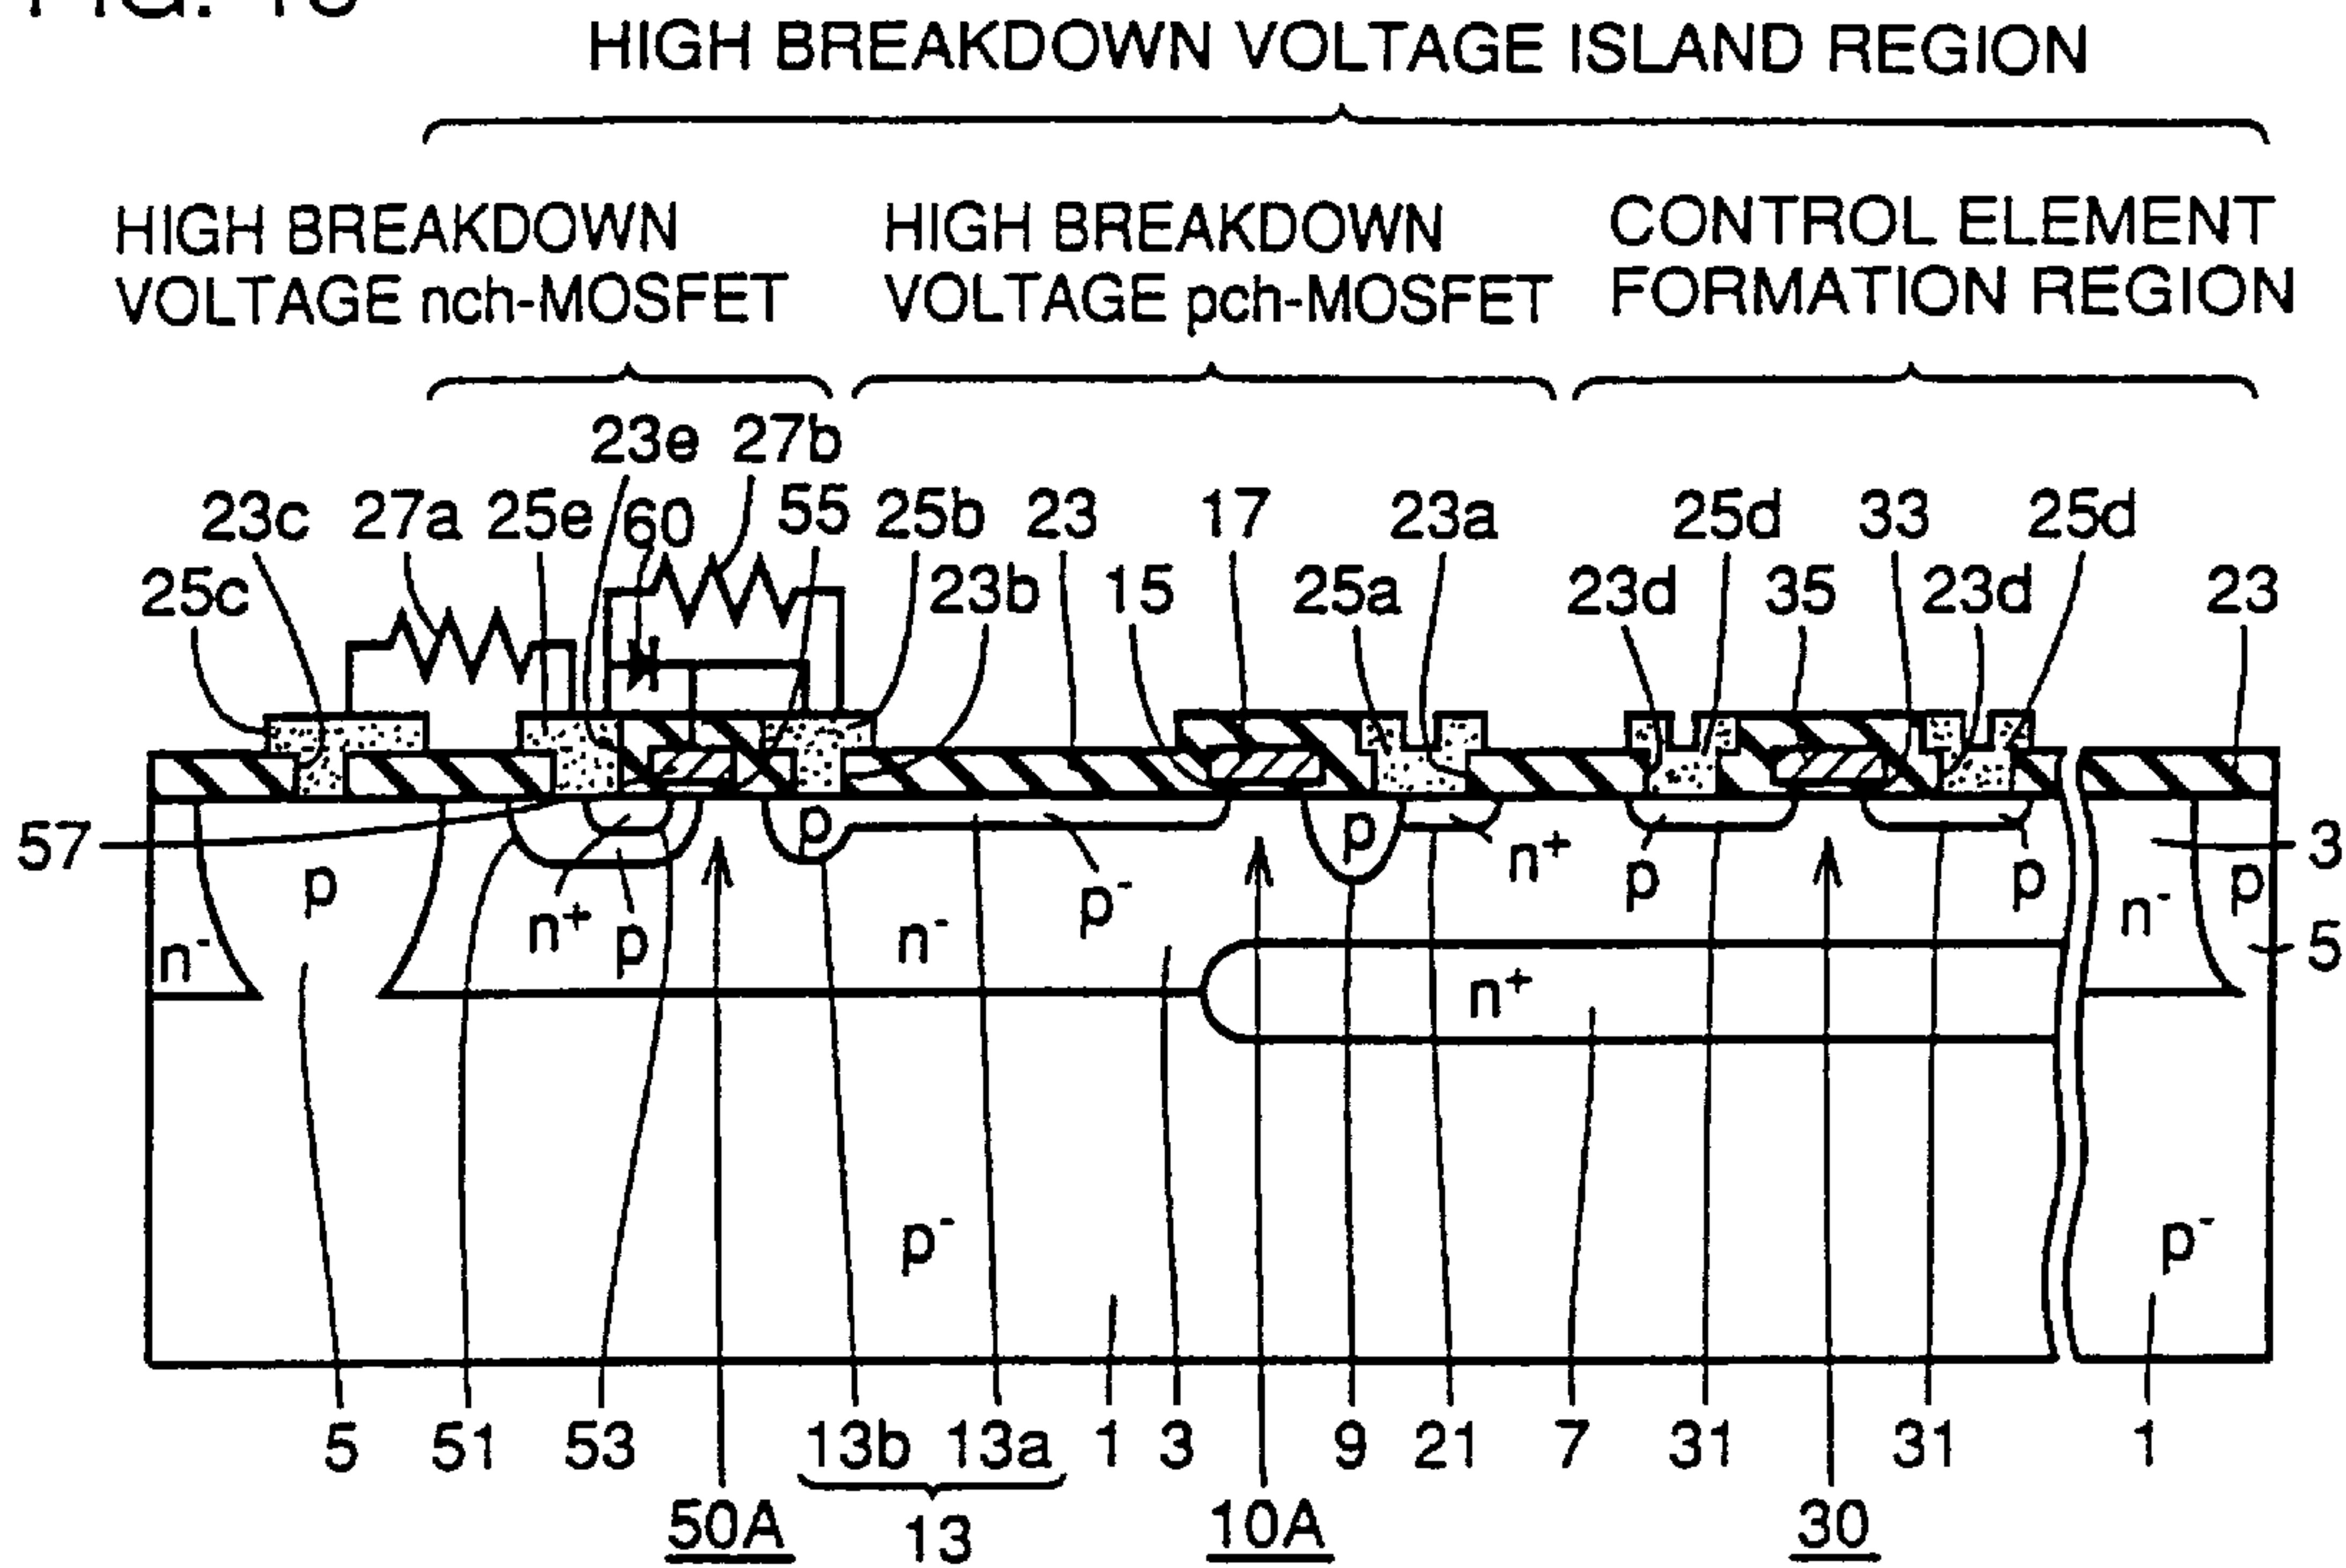 HIGH BREAKDOWN VOLTAGE ISLAND REGION
HIGH BREAKDOWN
VOLTAGE nch-MOSFET
HIGH BREAKDOWN
VOLTAGE pch-MOSFET
CONTROL ELEMENT
FORMATION REGION
23e 27b
23c 27a 25e 60 55 25b 23 17 23a 25d 33 25d
25c 23b 15 25a 23d 35 23d 23
57 p p n+ 3
p n+ p p- p p n- p
n- n- 5
n+
p- p-
5 51 53 13b 13a 1 3 9 21 7 31 31 1
50A 13 10A 30